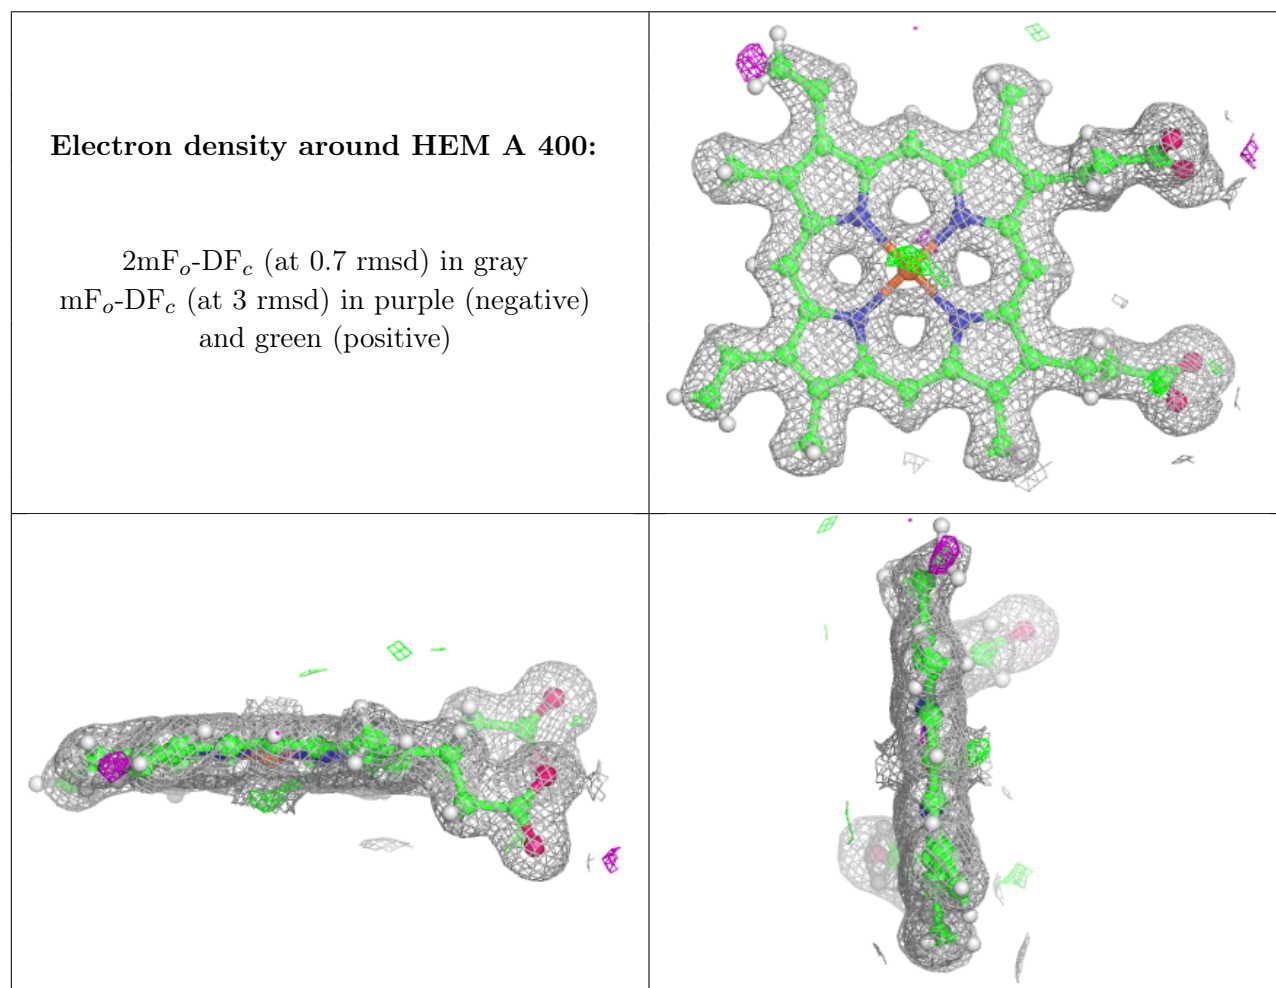 Electron density around HEM A 400:
2mFo-DFc (at 0.7 rmsd) in gray
mFo-DFc (at 3 rmsd) in purple (negative)
and green (positive)